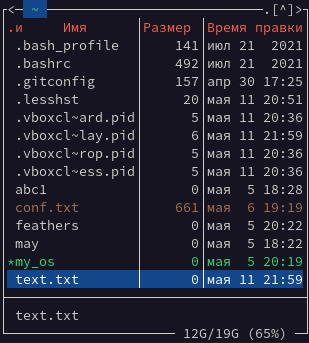 <─ ~ .[^]>
.и Имя Размер Время правки
.bash_profile 141 июл 21 2021
.bashrc 492 июл 21 2021
.gitconfig 157 апр 30 17:25
.lesshst 20 мая 11 20:51
.vboxcl~ard.pid 5 мая 11 20:36
.vboxcl~lay.pid 6 мая 11 21:59
.vboxcl~rop.pid 5 мая 11 20:36
.vboxcl~ess.pid 5 мая 11 20:36
abc1 0 мая 5 18:28
conf.txt 661 мая 6 19:19
feathers 0 мая 5 20:22
may 0 мая 5 18:22
*my_os 0 мая 5 20:19
text.txt 0 мая 11 21:59
text.txt
12G/19G (65%)